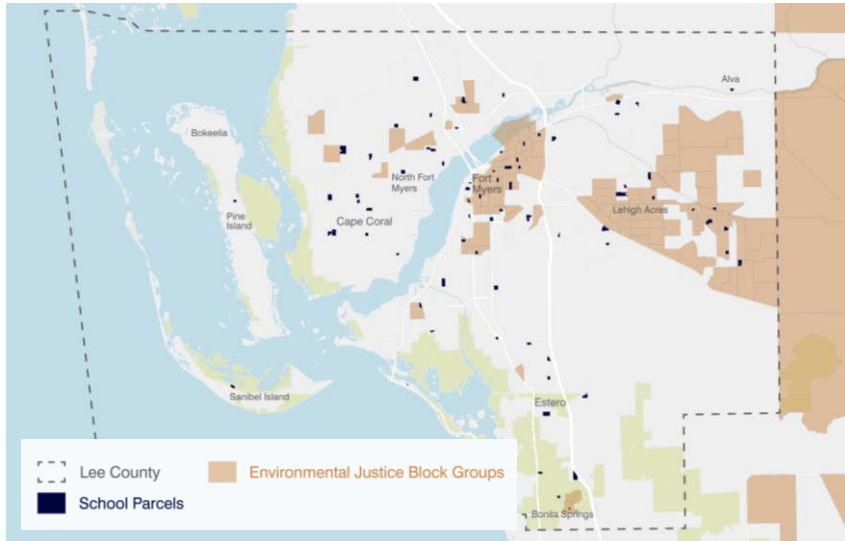 Alva
Bokeelia
North Fort
Myers
Fort
Myers
Pine
Island
Cape Coral
Lehigh Acres
Sanibel Island
Estero
Bonita Springs
Lee County
Environmental Justice Block Groups
School Parcels